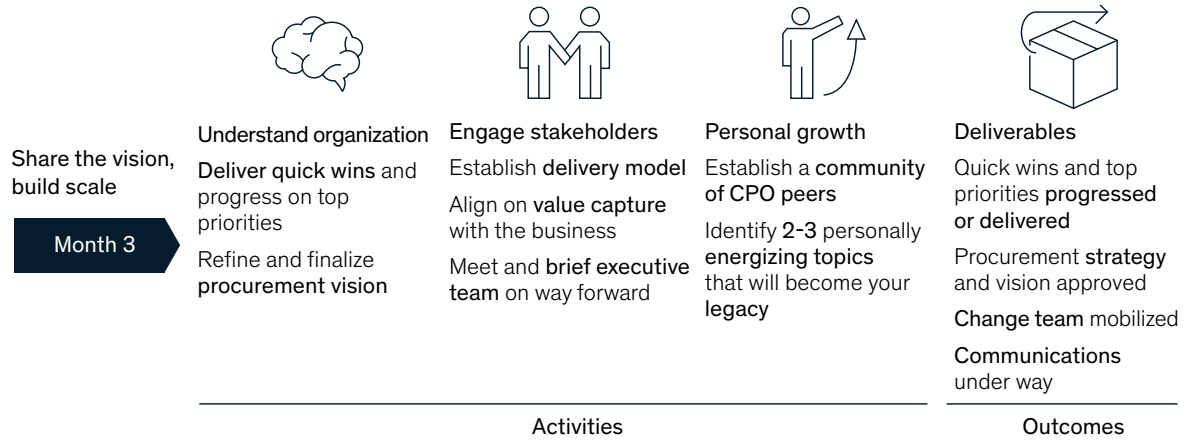 Share the vision,
build scale
Month 3
Understand organization
Deliver quick wins and
progress on top
priorities
Refine and finalize
procurement vision
Engage stakeholders
Establish delivery model
Align on value capture
with the business
Meet and brief executive
team on way forward
Personal growth
Establish a community
of CPO peers
Identify 2-3 personally
energizing topics
that will become your
legacy
Deliverables
Quick wins and top
priorities progressed
or delivered
Procurement strategy
and vision approved
Change team mobilized
Communications
under way
Activities
Outcomes